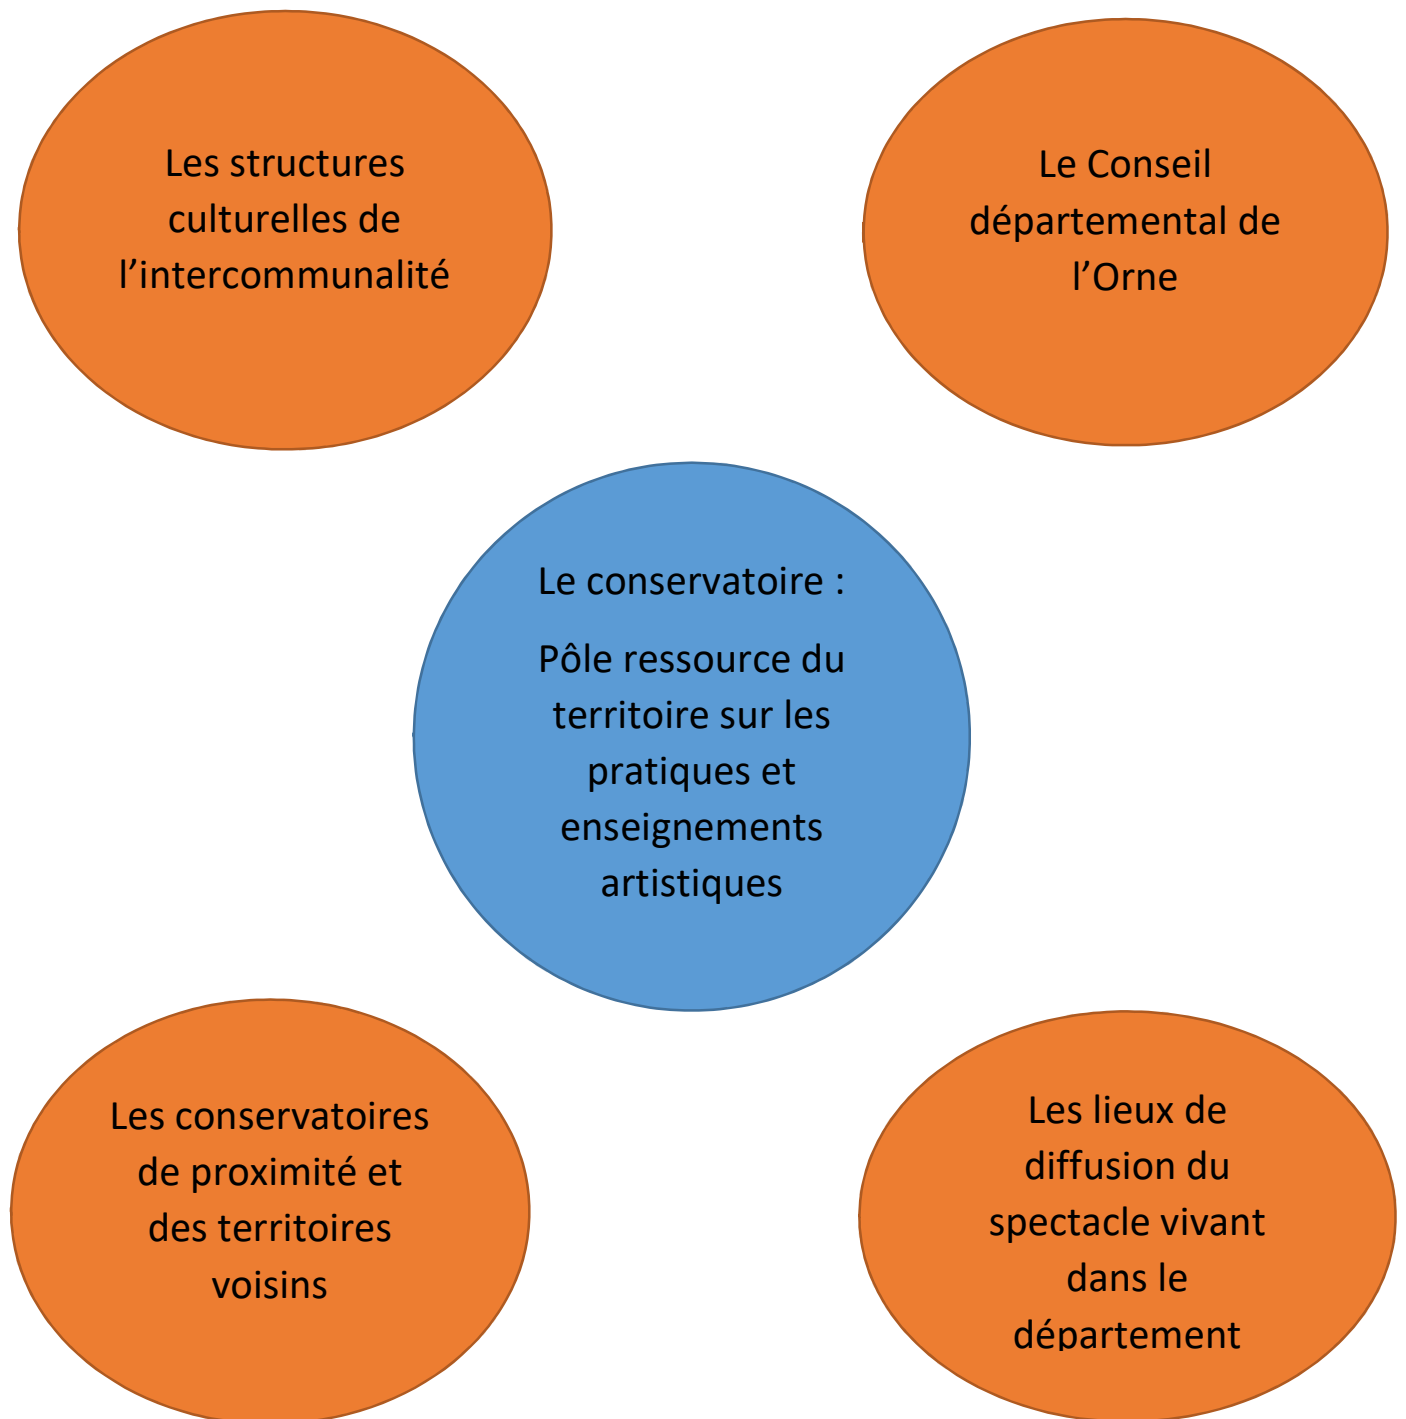 Les structures
culturelles de
l’intercommunalité
Le Conseil
départemental de
l’Orne
Le conservatoire :
Pôle ressource du
territoire sur les
pratiques et
enseignements
artistiques
Les conservatoires
de proximité et
des territoires
voisins
Les lieux de
diffusion du
spectacle vivant
dans le
département